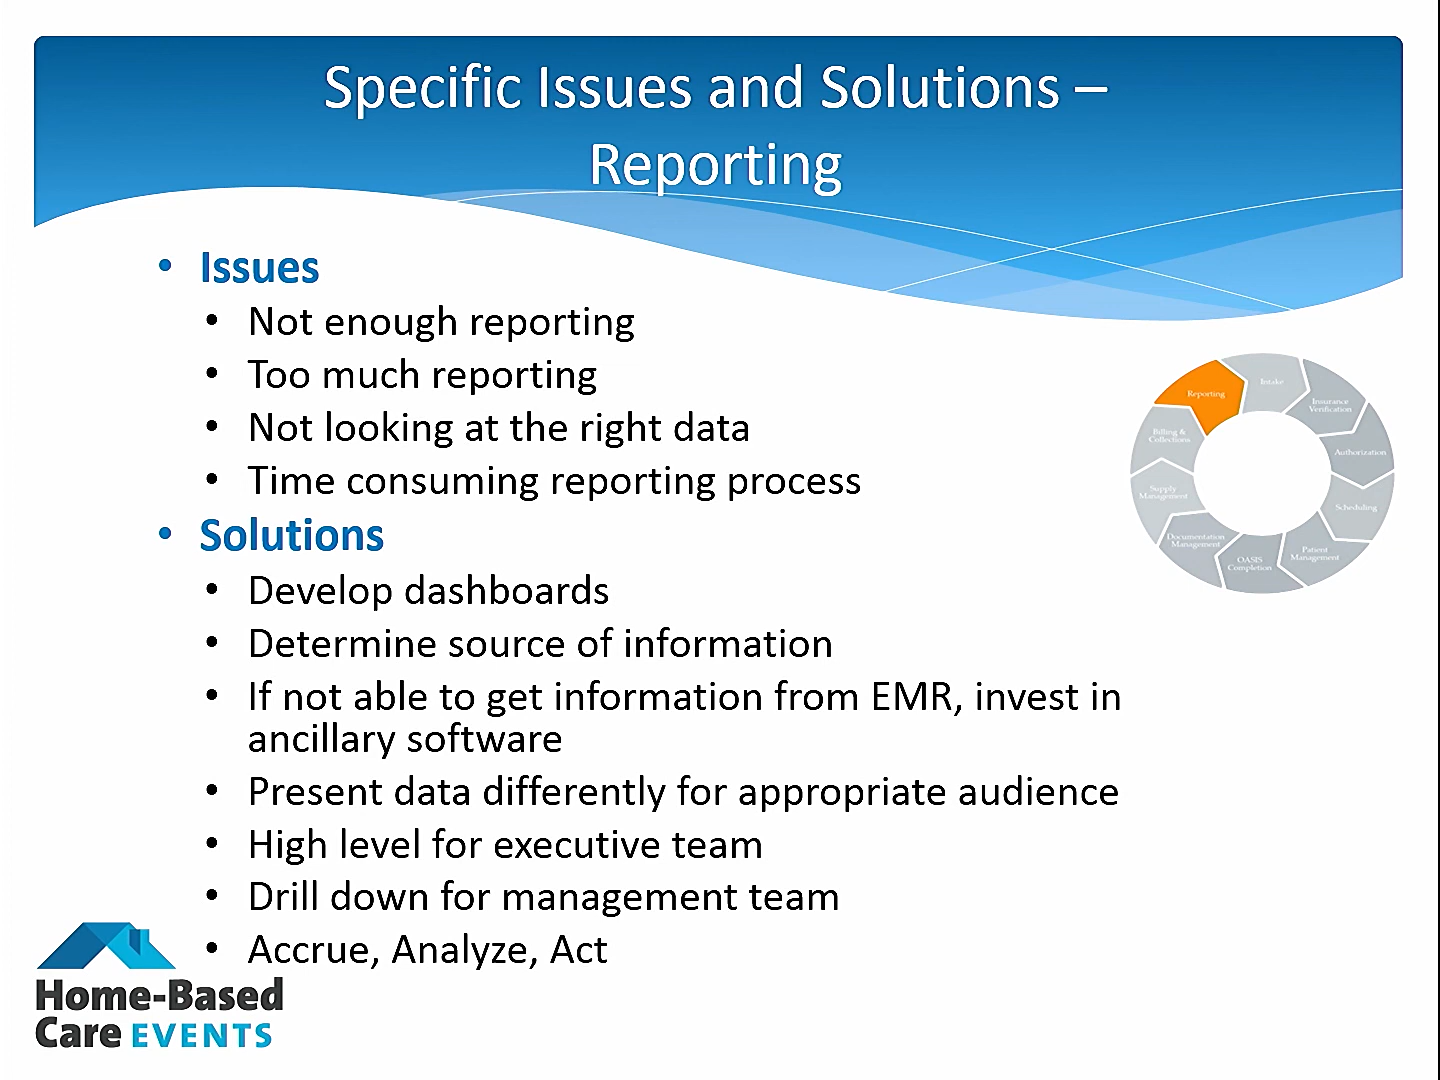 Specific Issues and Solutions –
Reporting
• Issues
• Not enough reporting
• Too much reporting
• Not looking at the right data
• Time consuming reporting process
• Solutions
• Develop dashboards
• Determine source of information
• If not able to get information from EMR, invest in
ancillary software
• Present data differently for appropriate audience
• High level for executive team
• Drill down for management team
• Accrue, Analyze, Act
Reporting
Intake
Insurance
Verification
Authorization
Scheduling
Patient
Management
OASIS
Completion
Documentation
Management
Supply
Management
Billing &
Collections
Home-Based
Care EVENTS